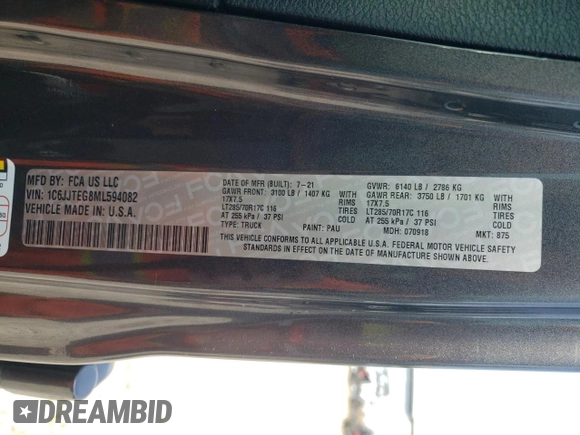 MFD BY: FCA US LLC
VIN: 1C6JJTEG8ML594082
VEHICLE MADE IN: U.S.A.
DATE OF MFR (BUILT): 7-21
GAWR FRONT: 3100 LB / 1407 KG
17X7.5 RIMS
LT285/70R17C 116
AT 255 kPa / 37 PSI COLD
TYPE: TRUCK
PAINT: PAU
GVWR: 6140 LB / 2786 KG
GAWR REAR: 3750 LB / 1701 KG
17X7.5 RIMS
LT285/70R17C 116
AT 255 kPa / 37 PSI COLD
MDH: 070918
MKT: 875
THIS VEHICLE CONFORMS TO ALL APPLICABLE U.S.A. FEDERAL MOTOR VEHICLE SAFETY
STANDARDS IN EFFECT ON THE DATE OF MANUFACTURE SHOWN ABOVE.
DREAMBID